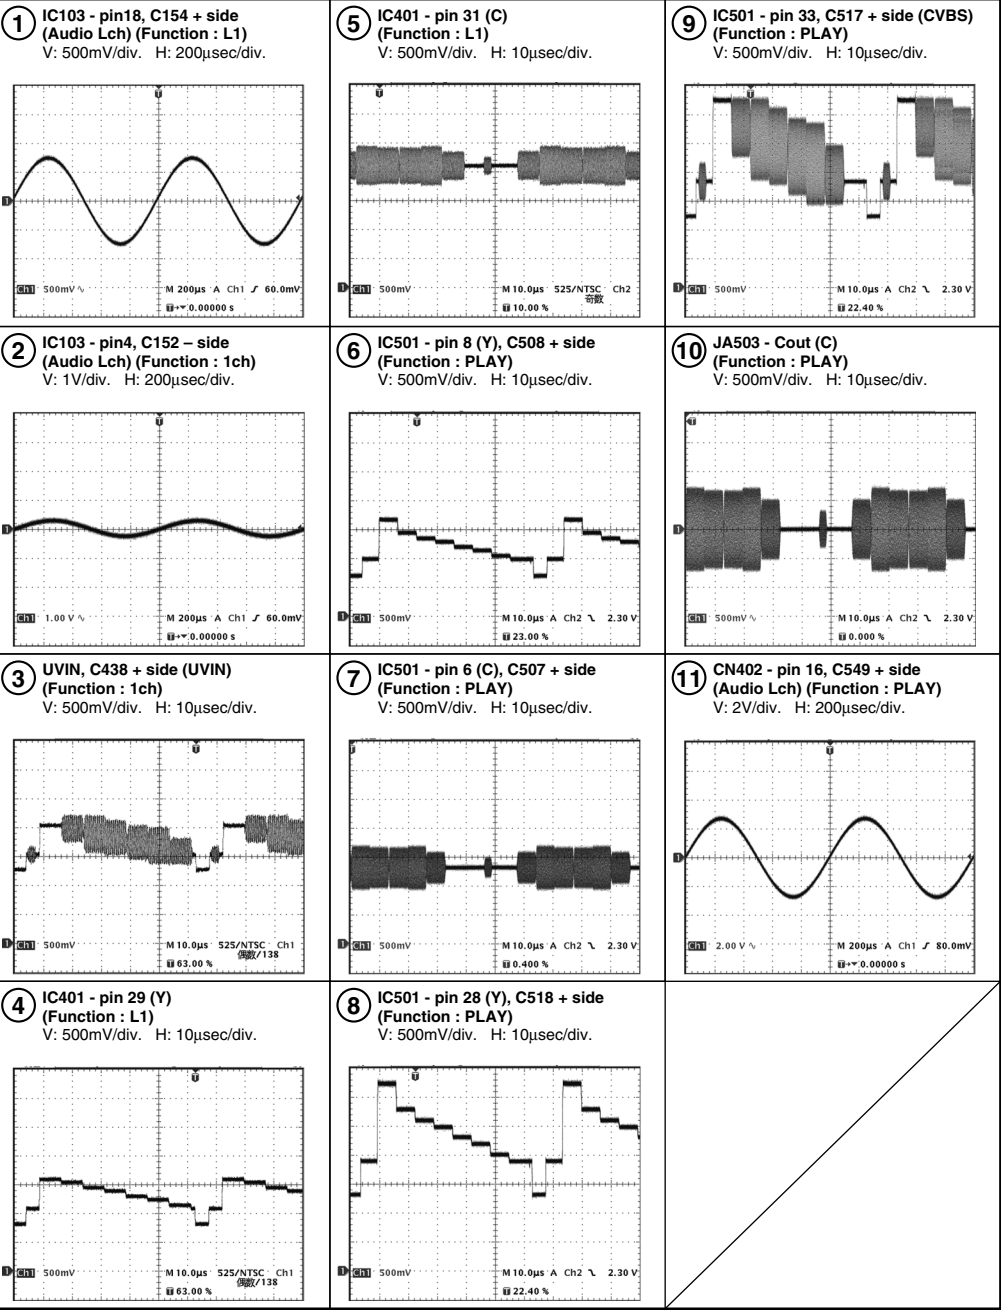 1
IC103 - pin18, C154 + side
(Audio Lch) (Function : L1)
V: 500mV/div. H: 200μsec/div.
T
1
Ch1 500mV∿ M 200μs A Ch1 ʃ 60.0mV
T→▾ 0.00000 s
2
IC103 - pin4, C152 – side
(Audio Lch) (Function : 1ch)
V: 1V/div. H: 200μsec/div.
T
1
Ch1 1.00 V ∿ M 200μs A Ch1 ʃ 60.0mV
T→▾ 0.00000 s
3
UVIN, C438 + side (UVIN)
(Function : 1ch)
V: 500mV/div. H: 10μsec/div.
T
1
Ch1 500mV M 10.0μs 525/NTSC Ch1
偶数/138
T 63.00 %
4
IC401 - pin 29 (Y)
(Function : L1)
V: 500mV/div. H: 10μsec/div.
T
1
Ch1 500mV M 10.0μs 525/NTSC Ch1
偶数/138
T 63.00 %
5
IC401 - pin 31 (C)
(Function : L1)
V: 500mV/div. H: 10μsec/div.
T
1
Ch1 500mV M 10.0μs 525/NTSC Ch2
奇数
T 10.00 %
6
IC501 - pin 8 (Y), C508 + side
(Function : PLAY)
V: 500mV/div. H: 10μsec/div.
T
1
Ch1 500mV M 10.0μs A Ch2 ʅ 2.30 V
T 23.00 %
7
IC501 - pin 6 (C), C507 + side
(Function : PLAY)
V: 500mV/div. H: 10μsec/div.
T
1
Ch1 500mV M 10.0μs A Ch2 ʅ 2.30 V
T 0.400 %
8
IC501 - pin 28 (Y), C518 + side
(Function : PLAY)
V: 500mV/div. H: 10μsec/div.
T
1
Ch1 500mV M 10.0μs A Ch2 ʅ 2.30 V
T 22.40 %
9
IC501 - pin 33, C517 + side (CVBS)
(Function : PLAY)
V: 500mV/div. H: 10μsec/div.
T
1
Ch1 500mV M 10.0μs A Ch2 ʅ 2.30 V
T 22.40 %
10
JA503 - Cout (C)
(Function : PLAY)
V: 500mV/div. H: 10μsec/div.
T
1
Ch1 500mV∿ M 10.0μs A Ch2 ʅ 2.30 V
T 0.000 %
11
CN402 - pin 16, C549 + side
(Audio Lch) (Function : PLAY)
V: 2V/div. H: 200μsec/div.
T
1
Ch1 2.00 V ∿ M 200μs A Ch1 ʃ 80.0mV
T→▾ 0.00000 s